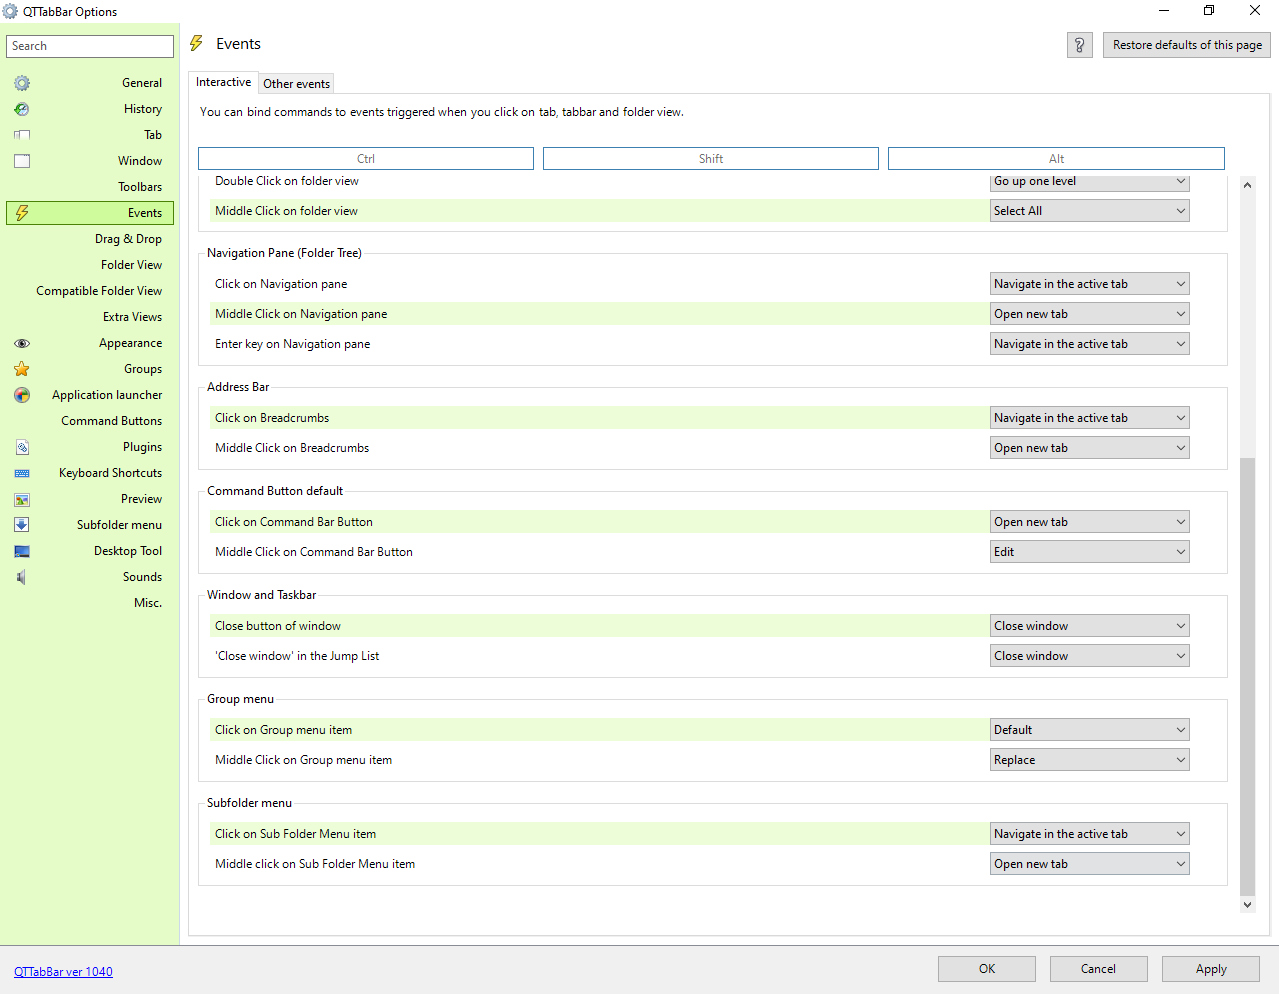 QTTabBar Options
Search
General
History
Tab
Window
Toolbars
Events
Drag & Drop
Folder View
Compatible Folder View
Extra Views
Appearance
Groups
Application launcher
Command Buttons
Plugins
Keyboard Shortcuts
Preview
Subfolder menu
Desktop Tool
Sounds
Misc.
Events
? Restore defaults of this page
Interactive Other events
You can bind commands to events triggered when you click on tab, tabbar and folder view.
Ctrl Shift Alt
Double Click on folder view Go up one level
Middle Click on folder view Select All
Navigation Pane (Folder Tree)
Click on Navigation pane Navigate in the active tab
Middle Click on Navigation pane Open new tab
Enter key on Navigation pane Navigate in the active tab
Address Bar
Click on Breadcrumbs Navigate in the active tab
Middle Click on Breadcrumbs Open new tab
Command Button default
Click on Command Bar Button Open new tab
Middle Click on Command Bar Button Edit
Window and Taskbar
Close button of window Close window
'Close window' in the Jump List Close window
Group menu
Click on Group menu item Default
Middle Click on Group menu item Replace
Subfolder menu
Click on Sub Folder Menu item Navigate in the active tab
Middle click on Sub Folder Menu item Open new tab
QTTabBar ver 1040
OK Cancel Apply